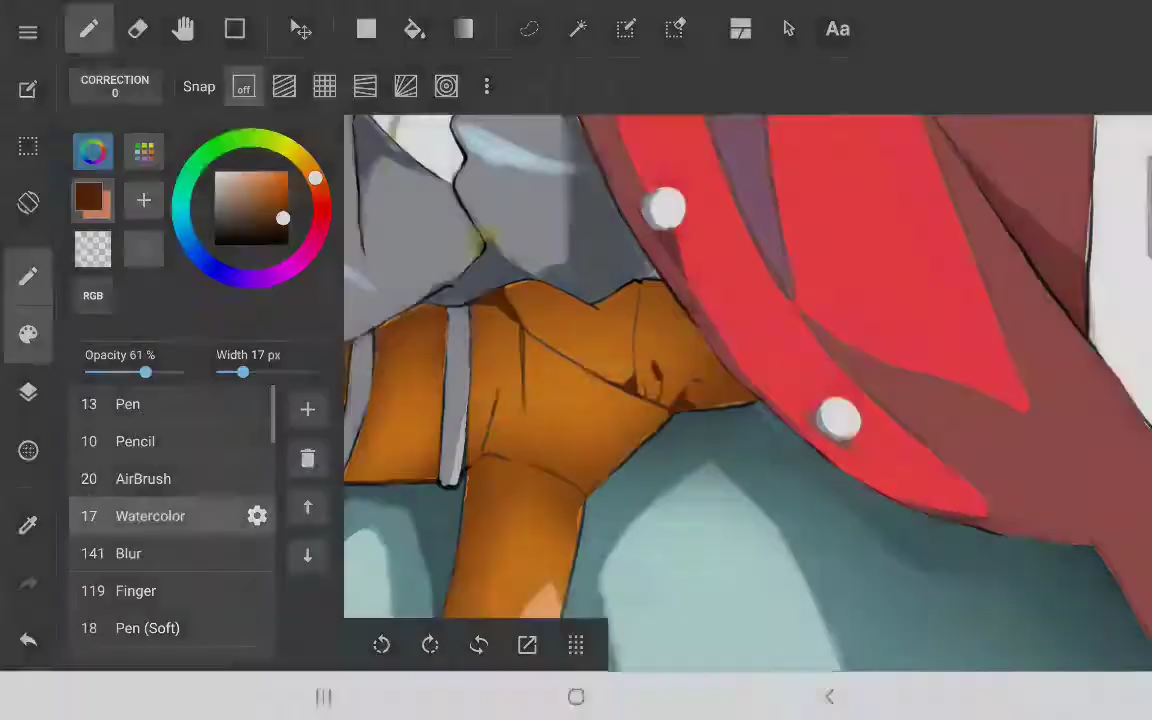 Aa
CORRECTION
0
Snap
off
RGB
Opacity 61 %
Width 17 px
13 Pen
10 Pencil
20 AirBrush
17 Watercolor
141 Blur
119 Finger
18 Pen (Soft)